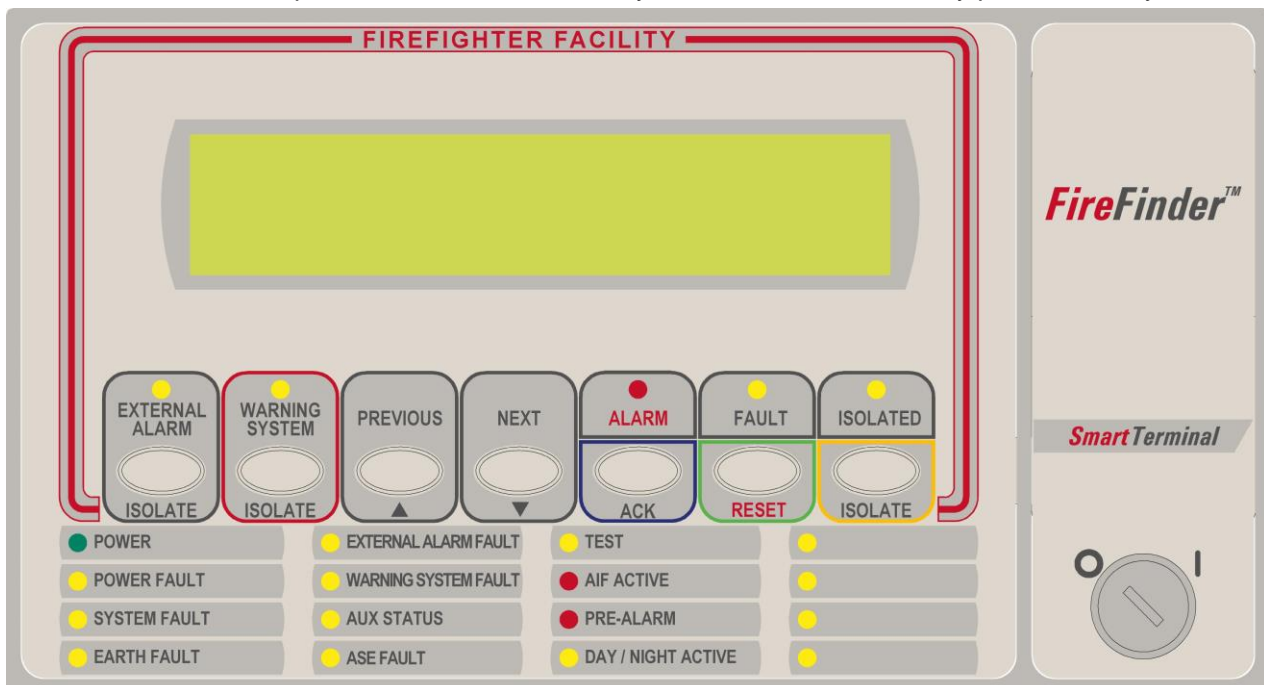 FIREFIGHTER FACILITY
FireFinder™
EXTERNAL ALARM
ISOLATE
WARNING SYSTEM
ISOLATE
PREVIOUS
▲
NEXT
▼
ALARM
ACK
FAULT
RESET
ISOLATED
ISOLATE
SmartTerminal
POWER
POWER FAULT
SYSTEM FAULT
EARTH FAULT
EXTERNAL ALARM FAULT
WARNING SYSTEM FAULT
AUX STATUS
ASE FAULT
TEST
AIF ACTIVE
PRE-ALARM
DAY / NIGHT ACTIVE
O I